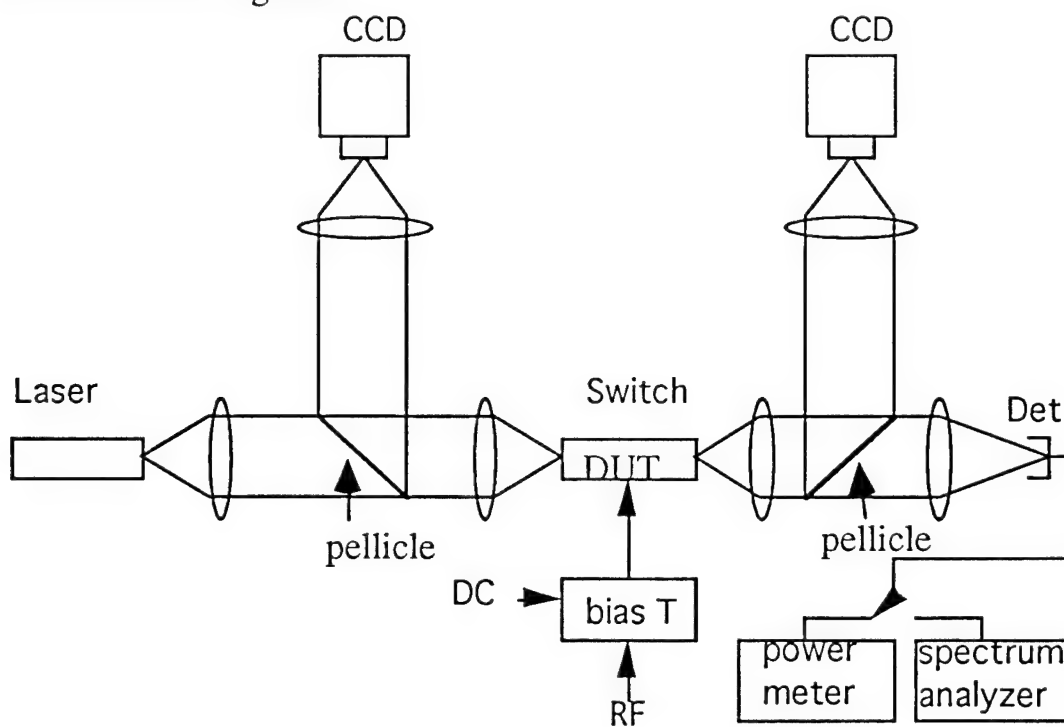 CCD
CCD
Laser
Switch
Det
DUT
pellicle
pellicle
DC
bias T
RF
power
meter
spectrum
analyzer